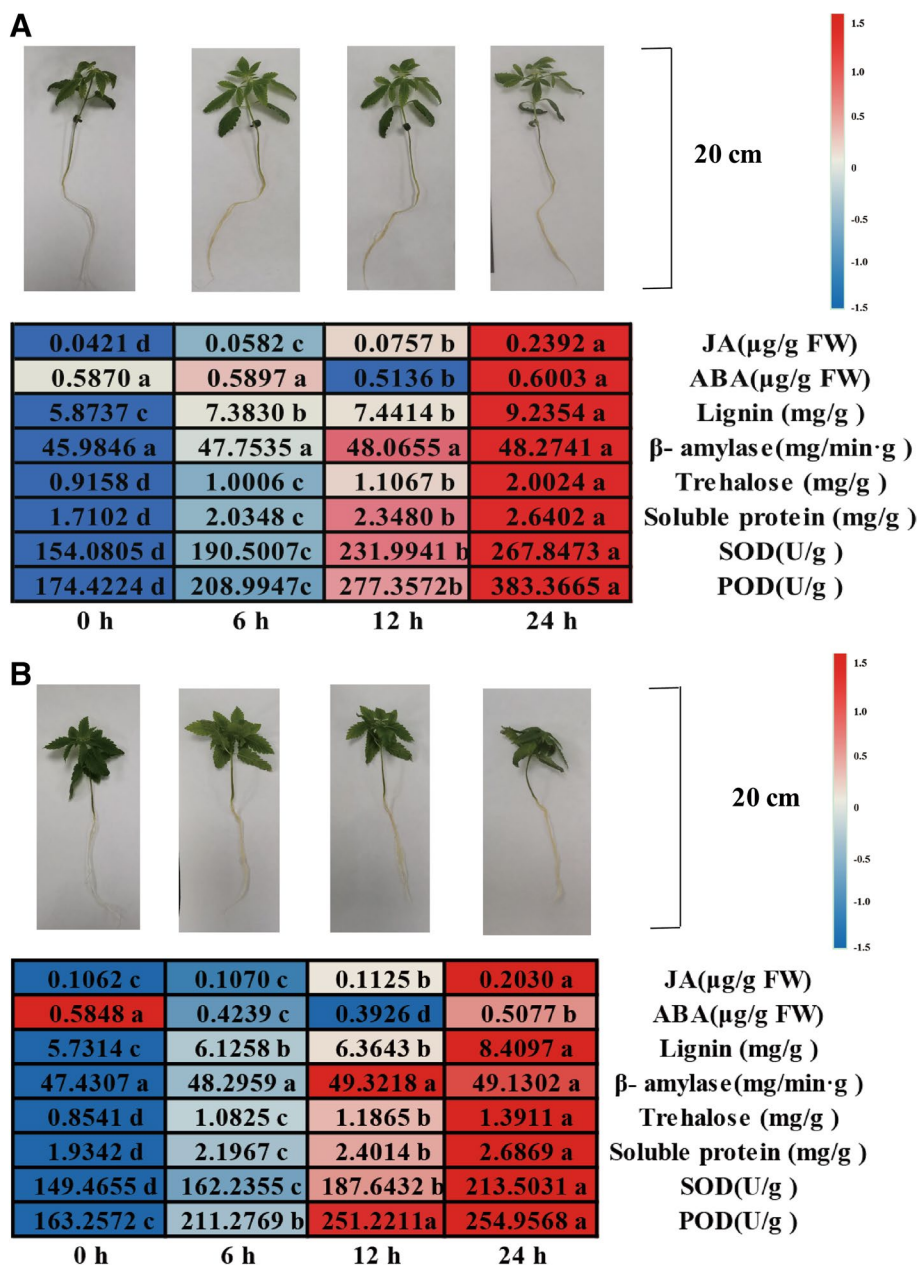 A
1.5
1.0
0.5
0
-0.5
-1.0
-1.5
20 cm
0.0421 d 0.0582 c 0.0757 b 0.2392 a JA(μg/g FW)
0.5870 a 0.5897 a 0.5136 b 0.6003 a ABA(μg/g FW)
5.8737 c 7.3830 b 7.4414 b 9.2354 a Lignin (mg/g )
45.9846 a 47.7535 a 48.0655 a 48.2741 a β- amylase(mg/min·g )
0.9158 d 1.0006 c 1.1067 b 2.0024 a Trehalose (mg/g )
1.7102 d 2.0348 c 2.3480 b 2.6402 a Soluble protein (mg/g )
154.0805 d 190.5007c 231.9941 b 267.8473 a SOD(U/g )
174.4224 d 208.9947c 277.3572b 383.3665 a POD(U/g )
0 h 6 h 12 h 24 h
B
1.5
1.0
0.5
0
-0.5
-1.0
-1.5
20 cm
0.1062 c 0.1070 c 0.1125 b 0.2030 a JA(μg/g FW)
0.5848 a 0.4239 c 0.3926 d 0.5077 b ABA(μg/g FW)
5.7314 c 6.1258 b 6.3643 b 8.4097 a Lignin (mg/g )
47.4307 a 48.2959 a 49.3218 a 49.1302 a β- amylase(mg/min·g )
0.8541 d 1.0825 c 1.1865 b 1.3911 a Trehalose (mg/g )
1.9342 d 2.1967 c 2.4014 b 2.6869 a Soluble protein (mg/g )
149.4655 d 162.2355 c 187.6432 b 213.5031 a SOD(U/g )
163.2572 c 211.2769 b 251.2211a 254.9568 a POD(U/g )
0 h 6 h 12 h 24 h